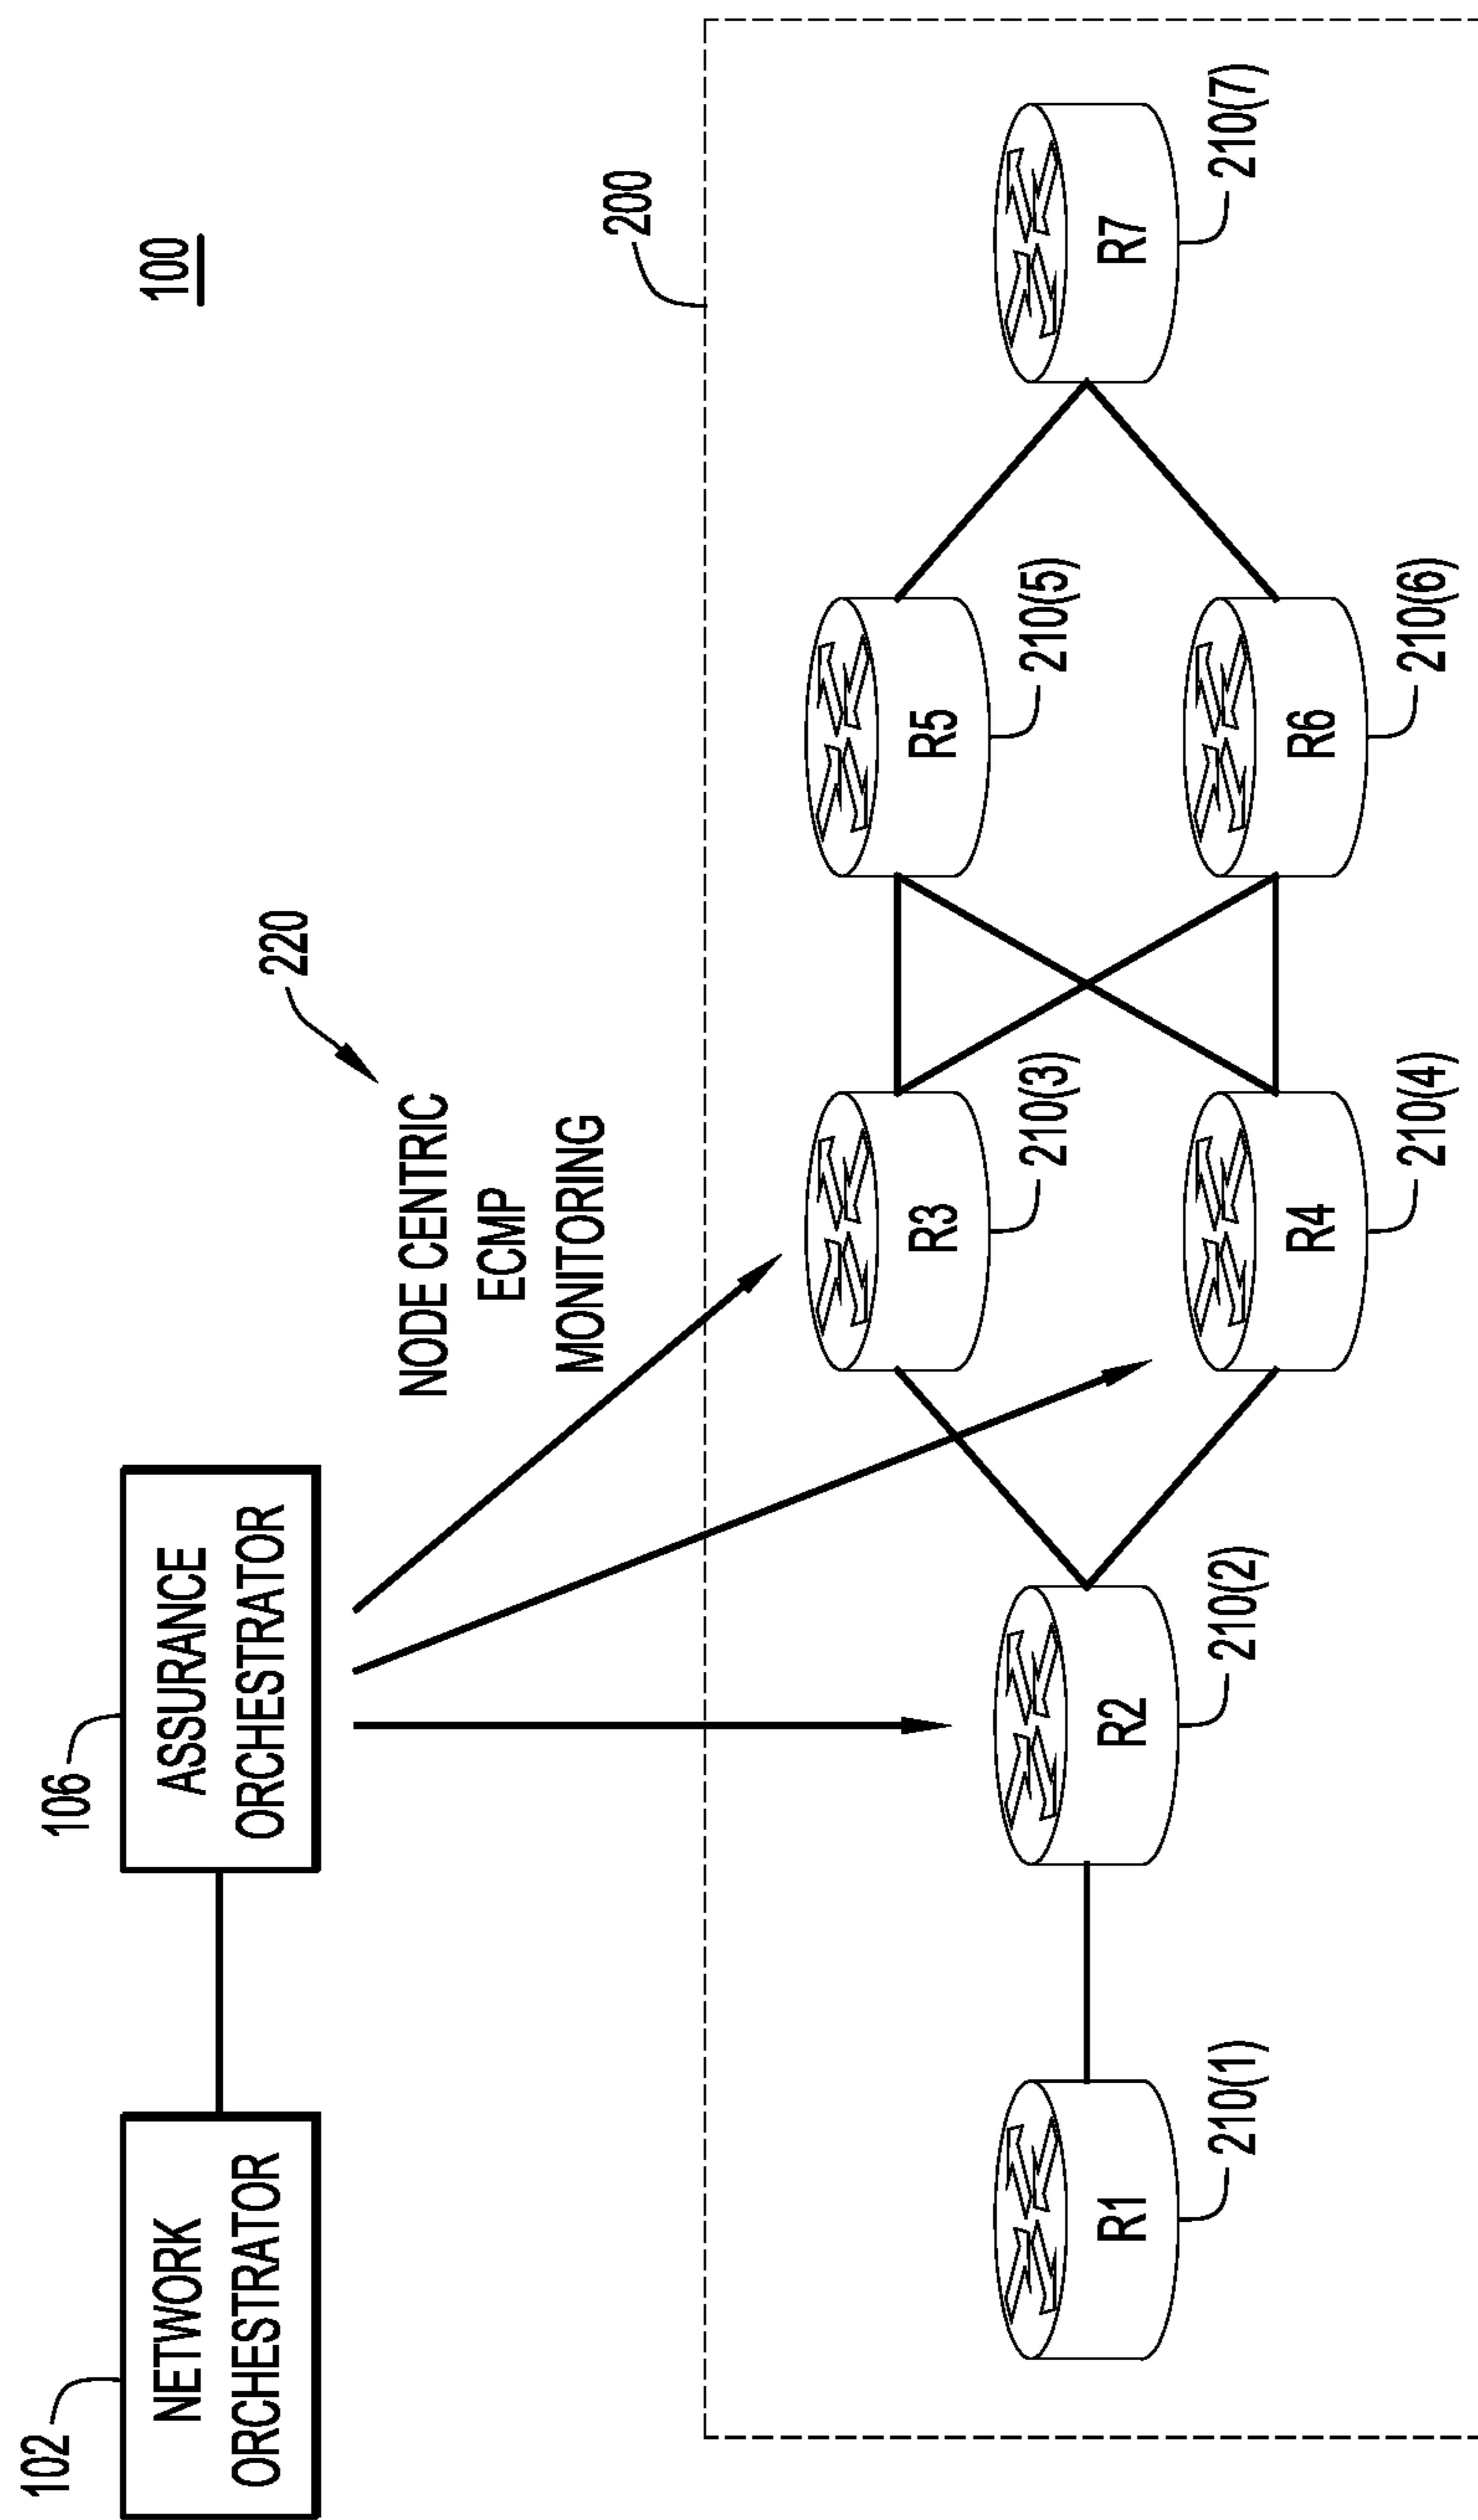 100
102
NETWORK
ORCHESTRATOR
106
ASSURANCE
ORCHESTRATOR
220
NODE CENTRIC
ECMP
MONITORING
200
R1
210(1)
R2
210(2)
R3
210(3)
R4
210(4)
R5
210(5)
R6
210(6)
R7
210(7)